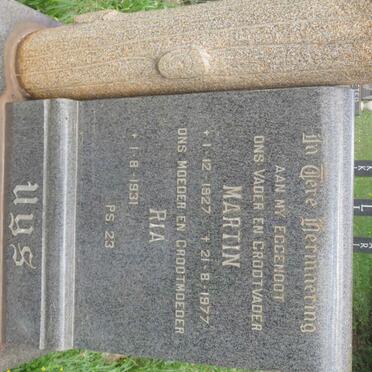 In Tere Herinnering
AAN MY EGGENOOT
ONS VADER EN GROOTVADER
MARTIN
* 1.12.1927 † 21.8.1977
ONS MOEDER EN GROOTMOEDER
RIA
* 1.8.1931
PS 23
Uys